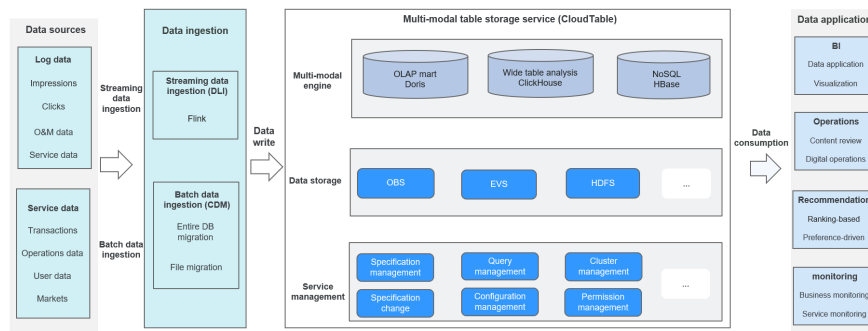 Data sources
Log data
Impressions
Clicks
O&M data
Service data
Service data
Transactions
Operations data
User data
Markets
Streaming
data
ingestion
Batch data
ingestion
Data ingestion
Streaming data
ingestion (DLI)
Flink
Batch data
ingestion (CDM)
Entire DB
migration
File migration
Data
write
Multi-modal table storage service (CloudTable)
Multi-modal
engine
OLAP mart
Doris
Wide table analysis
ClickHouse
NoSQL
HBase
Data storage
OBS
EVS
HDFS
...
Service
management
Specification
management
Query
management
Cluster
management
Specification
change
Configuration
management
Permission
management
...
Data
consumption
Data application
BI
Data application
Visualization
Operations
Content review
Digital operations
Recommendation
Ranking-based
Preference-driven
monitoring
Business monitoring
Service monitoring